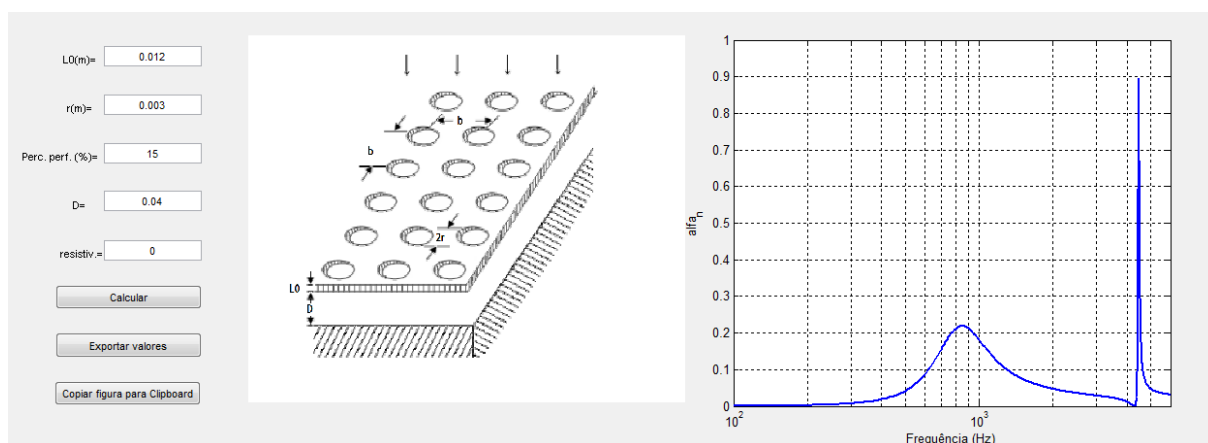 L0(m)=
0.012
r(m)=
0.003
Perc. perf. (%)=
15
D=
0.04
resistiv.=
0
Calcular
Exportar valores
Copiar figura para Clipboard
b
b
2r
L0
D
1
0.9
0.8
0.7
0.6
0.5
0.4
0.3
0.2
0.1
0
alfa_n
10^2
10^3
Frequência (Hz)